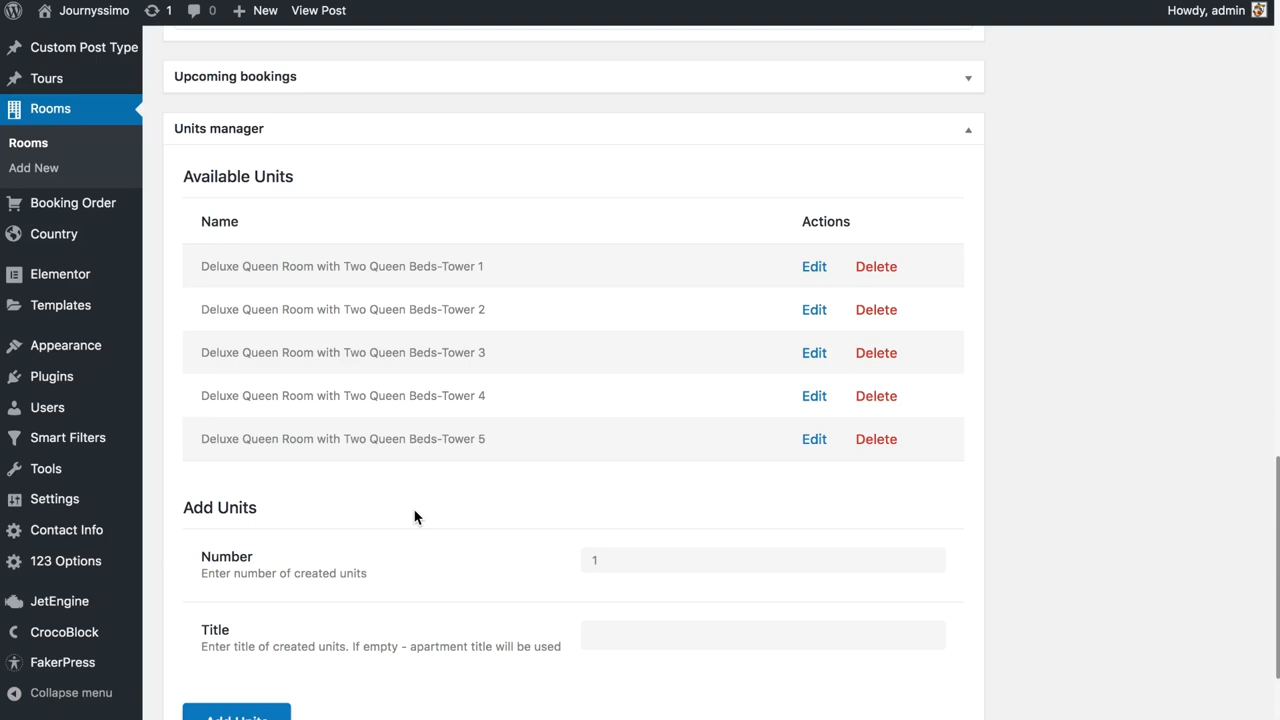 Journyssimo 1 0 New View Post Howdy, admin
Custom Post Type
Tours
Rooms
Rooms
Add New
Booking Order
Country
Elementor
Templates
Appearance
Plugins
Users
Smart Filters
Tools
Settings
Contact Info
123 Options
JetEngine
CrocoBlock
FakerPress
Collapse menu
Upcoming bookings
Units manager
Available Units
Name Actions
Deluxe Queen Room with Two Queen Beds-Tower 1 Edit Delete
Deluxe Queen Room with Two Queen Beds-Tower 2 Edit Delete
Deluxe Queen Room with Two Queen Beds-Tower 3 Edit Delete
Deluxe Queen Room with Two Queen Beds-Tower 4 Edit Delete
Deluxe Queen Room with Two Queen Beds-Tower 5 Edit Delete
Add Units
Number 1
Enter number of created units
Title
Enter title of created units. If empty - apartment title will be used
Add Units